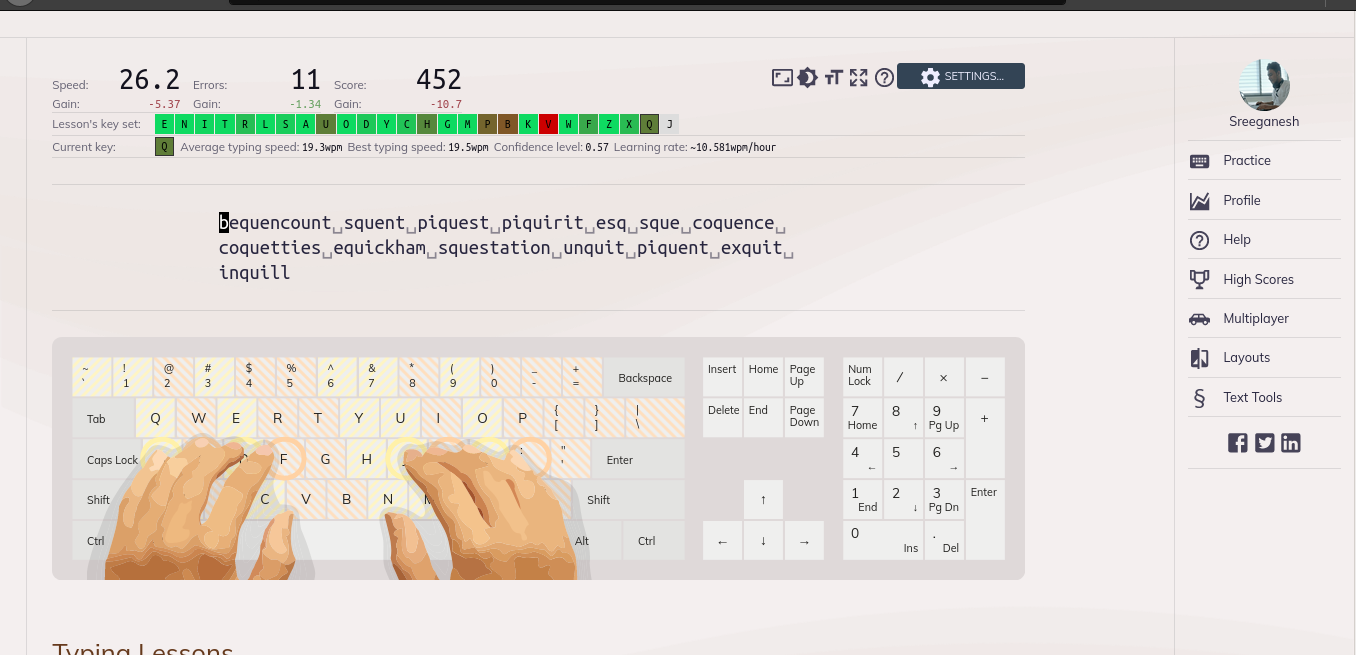 Speed: 26.2 Errors: 11 Score: 452
Gain: -5.37 Gain: -1.34 Gain: -10.7
SETTINGS...
Lesson's key set: E N I T R L S A U O D Y C H G M P B K V W F Z X Q J
Current key: Q Average typing speed: 19.3wpm Best typing speed: 19.5wpm Confidence level: 0.57 Learning rate: ~10.581wpm/hour
bequencount␣squent␣piquest␣piquirit␣esq␣sque␣coquence␣
coquetties␣equickham␣squestation␣unquit␣piquent␣exquit␣
inquill
~ ! @ # $ % ^ & * ( ) _ +
` 1 2 3 4 5 6 7 8 9 0 - = Backspace
Tab Q W E R T Y U I O P { [ } ] | \
Caps Lock F G H : " ' Enter
Shift C V B N Shift
Ctrl Alt Ctrl
Insert Home Page Up
Delete End Page Down
↑
← ↓ →
Num Lock / × −
7 Home 8 ↑ 9 Pg Up +
4 ← 5 6 →
1 End 2 ↓ 3 Pg Dn Enter
0 Ins . Del
Typing Lessons
Sreeganesh
Practice
Profile
Help
High Scores
Multiplayer
Layouts
§ Text Tools